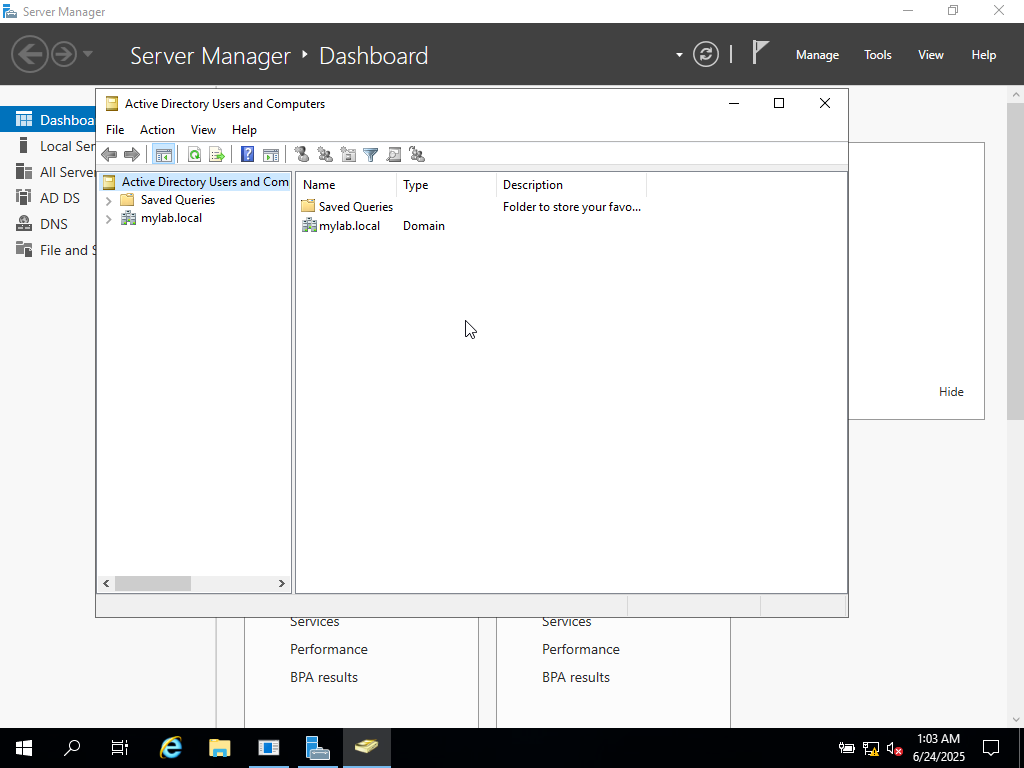 Server Manager
Server Manager ‣ Dashboard
Manage Tools View Help
Active Directory Users and Computers
File Action View Help
Dashboa
Local Ser
All Server
AD DS
DNS
File and S
Active Directory Users and Com
Saved Queries
mylab.local
Name Type Description
Saved Queries Folder to store your favo...
mylab.local Domain
Hide
Services Services
Performance Performance
BPA results BPA results
1:03 AM
6/24/2025